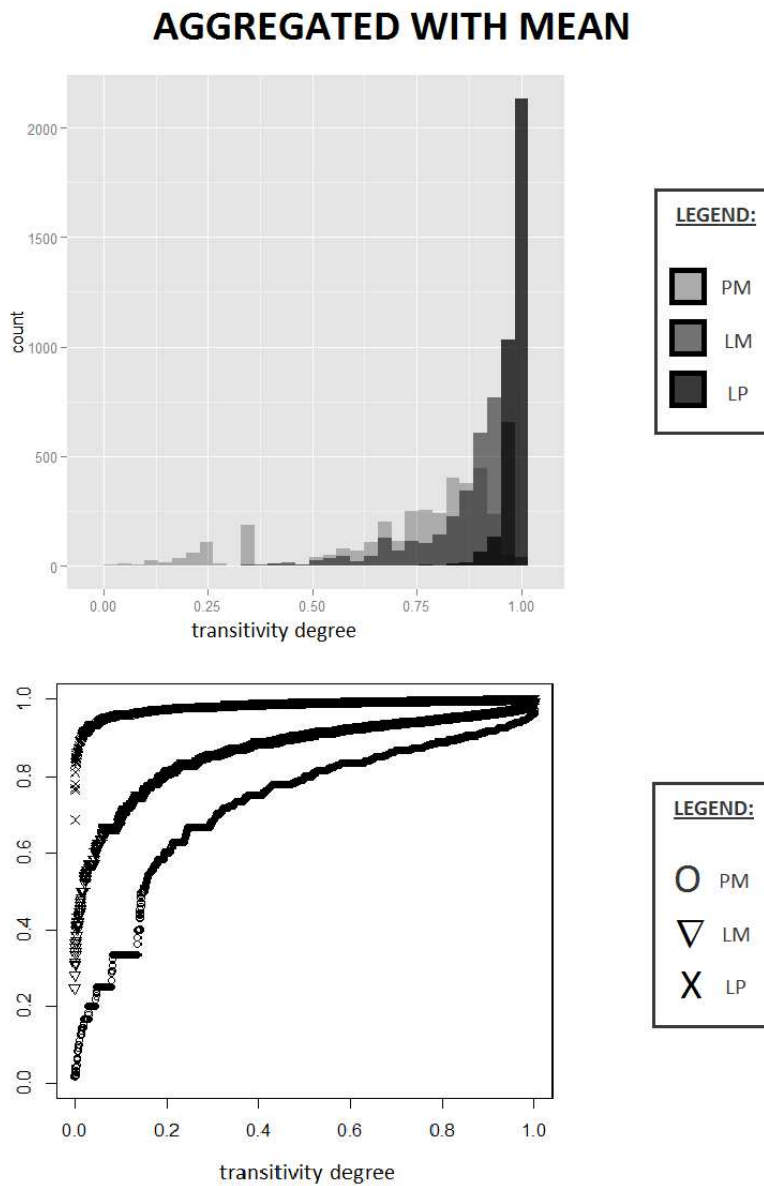 AGGREGATED WITH MEAN
2000
1500
1000
500
0
count
0.00 0.25 0.50 0.75 1.00
transitivity degree
LEGEND:
PM
LM
LP
1.0
0.8
0.6
0.4
0.2
0.0
0.0 0.2 0.4 0.6 0.8 1.0
transitivity degree
LEGEND:
PM
LM
LP